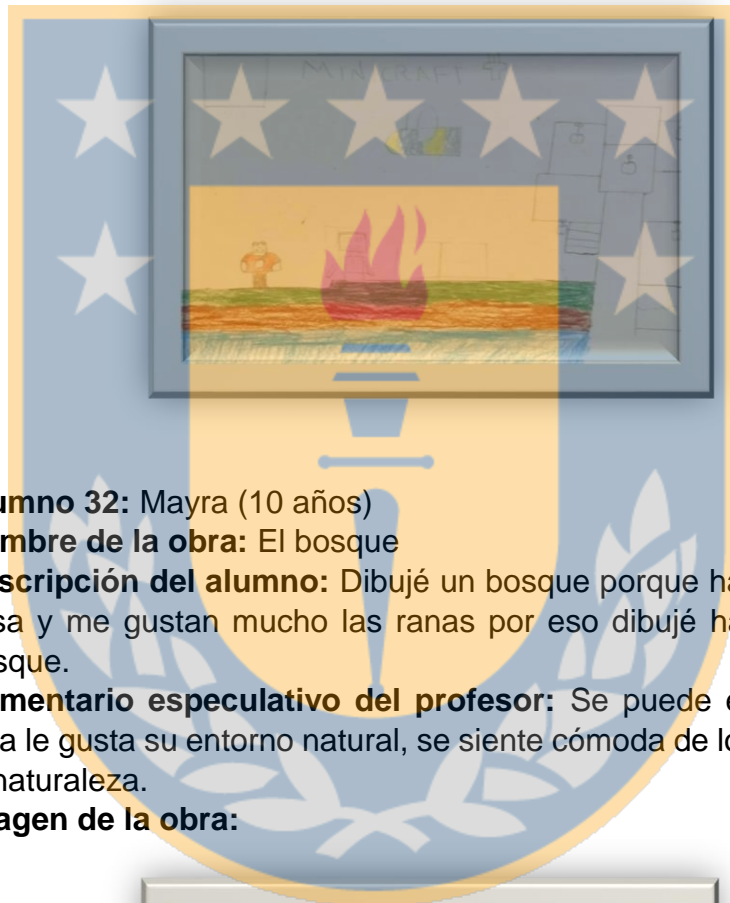 MINECRAFT
umno 32: Mayra (10 años)
mbre de la obra: El bosque
scripción del alumno: Dibujé un bosque porque ha
sa y me gustan mucho las ranas por eso dibujé ha
sque.
mentario especulativo del profesor: Se puede e
a le gusta su entorno natural, se siente cómoda de lo
naturaleza.
agen de la obra: